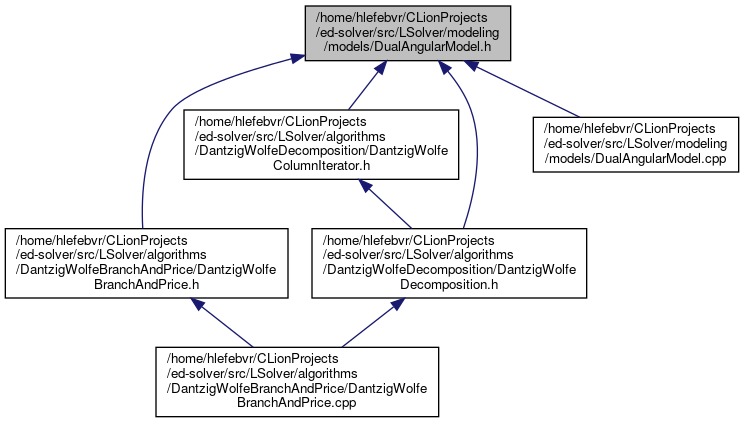 /home/hlefebvr/CLionProjects
/ed-solver/src/LSolver/modeling
/models/DualAngularModel.h
/home/hlefebvr/CLionProjects
/ed-solver/src/LSolver/algorithms
/DantzigWolfeDecomposition/DantzigWolfe
ColumnIterator.h
/home/hlefebvr/CLionProjects
/ed-solver/src/LSolver/modeling
/models/DualAngularModel.cpp
/home/hlefebvr/CLionProjects
/ed-solver/src/LSolver/algorithms
/DantzigWolfeBranchAndPrice/DantzigWolfe
BranchAndPrice.h
/home/hlefebvr/CLionProjects
/ed-solver/src/LSolver/algorithms
/DantzigWolfeDecomposition/DantzigWolfe
Decomposition.h
/home/hlefebvr/CLionProjects
/ed-solver/src/LSolver/algorithms
/DantzigWolfeBranchAndPrice/DantzigWolfe
BranchAndPrice.cpp